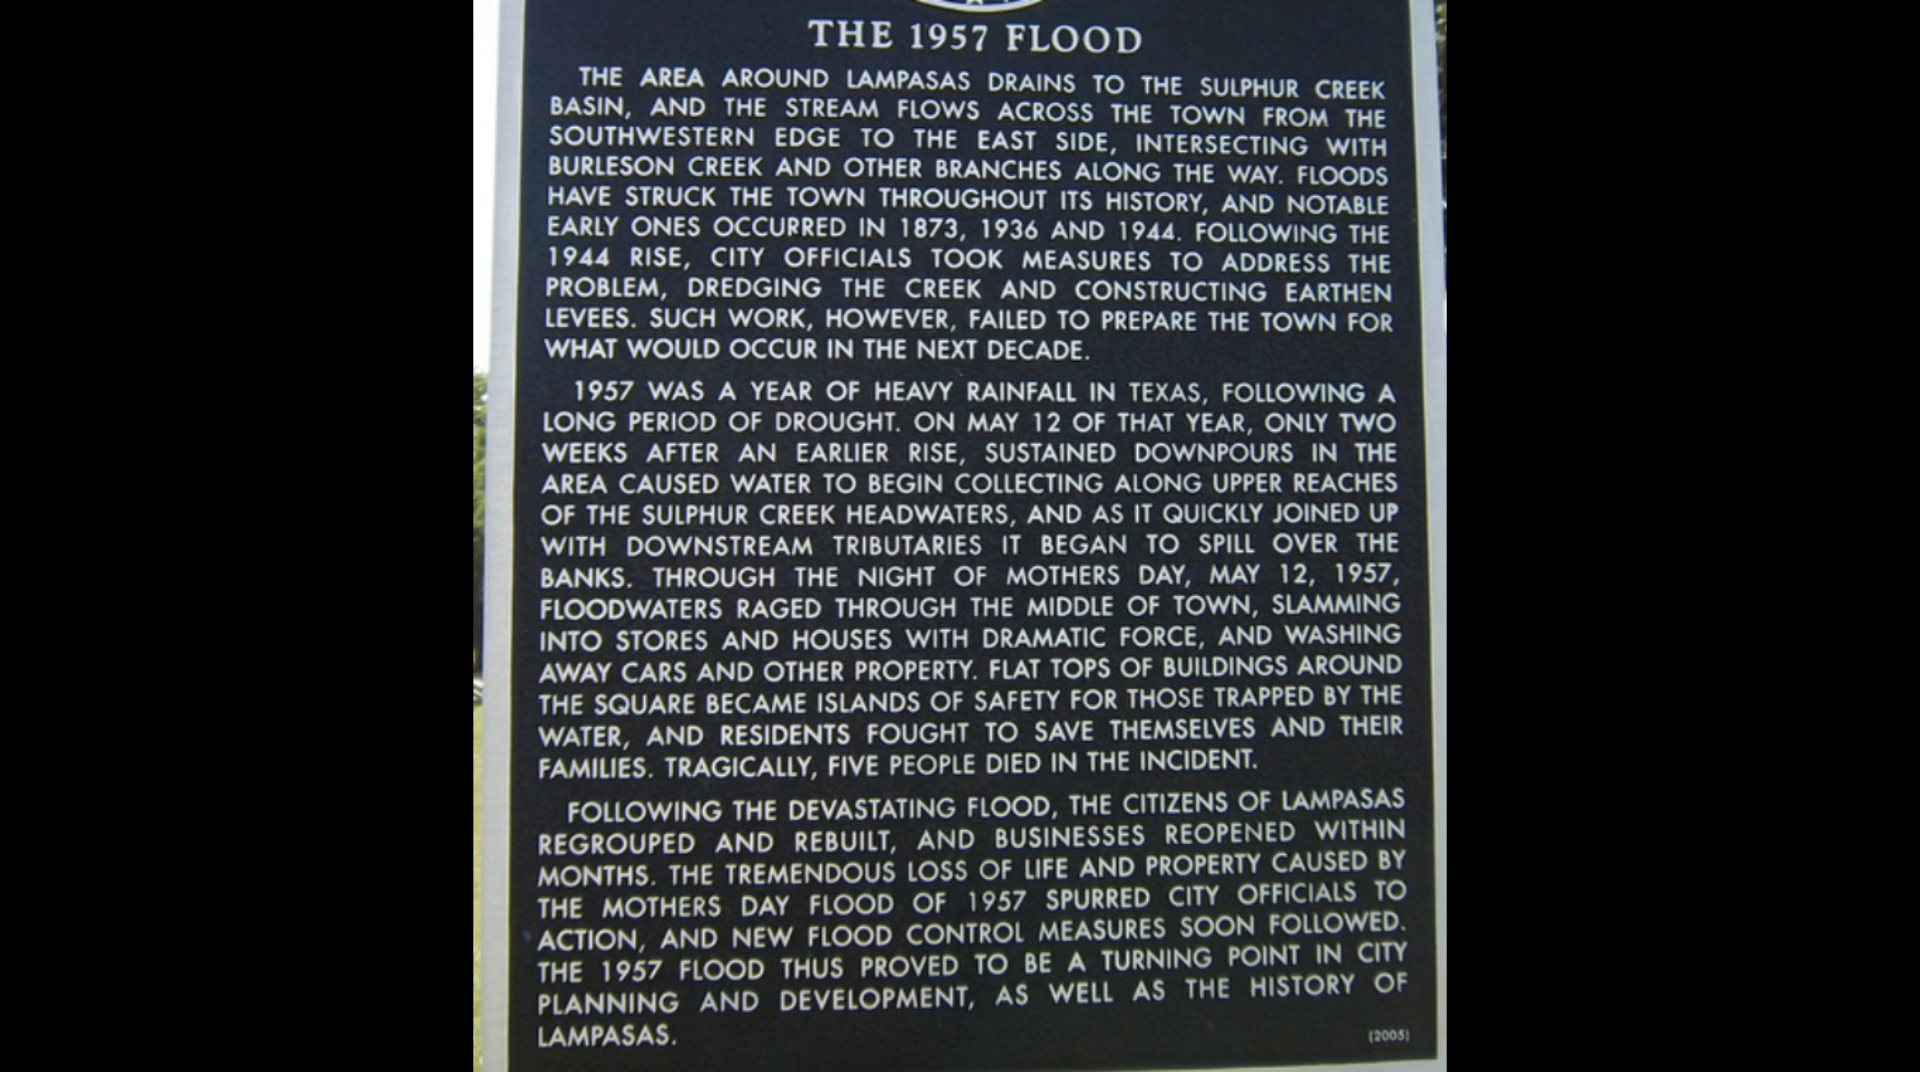 THE 1957 FLOOD
THE AREA AROUND LAMPASAS DRAINS TO THE SULPHUR CREEK
BASIN, AND THE STREAM FLOWS ACROSS THE TOWN FROM THE
SOUTHWESTERN EDGE TO THE EAST SIDE, INTERSECTING WITH
BURLESON CREEK AND OTHER BRANCHES ALONG THE WAY. FLOODS
HAVE STRUCK THE TOWN THROUGHOUT ITS HISTORY, AND NOTABLE
EARLY ONES OCCURRED IN 1873, 1936 AND 1944. FOLLOWING THE
1944 RISE, CITY OFFICIALS TOOK MEASURES TO ADDRESS THE
PROBLEM, DREDGING THE CREEK AND CONSTRUCTING EARTHEN
LEVEES. SUCH WORK, HOWEVER, FAILED TO PREPARE THE TOWN FOR
WHAT WOULD OCCUR IN THE NEXT DECADE.
1957 WAS A YEAR OF HEAVY RAINFALL IN TEXAS, FOLLOWING A
LONG PERIOD OF DROUGHT. ON MAY 12 OF THAT YEAR, ONLY TWO
WEEKS AFTER AN EARLIER RISE, SUSTAINED DOWNPOURS IN THE
AREA CAUSED WATER TO BEGIN COLLECTING ALONG UPPER REACHES
OF THE SULPHUR CREEK HEADWATERS, AND AS IT QUICKLY JOINED UP
WITH DOWNSTREAM TRIBUTARIES IT BEGAN TO SPILL OVER THE
BANKS. THROUGH THE NIGHT OF MOTHERS DAY, MAY 12, 1957,
FLOODWATERS RAGED THROUGH THE MIDDLE OF TOWN, SLAMMING
INTO STORES AND HOUSES WITH DRAMATIC FORCE, AND WASHING
AWAY CARS AND OTHER PROPERTY. FLAT TOPS OF BUILDINGS AROUND
THE SQUARE BECAME ISLANDS OF SAFETY FOR THOSE TRAPPED BY THE
WATER, AND RESIDENTS FOUGHT TO SAVE THEMSELVES AND THEIR
FAMILIES. TRAGICALLY, FIVE PEOPLE DIED IN THE INCIDENT.
FOLLOWING THE DEVASTATING FLOOD, THE CITIZENS OF LAMPASAS
REGROUPED AND REBUILT, AND BUSINESSES REOPENED WITHIN
MONTHS. THE TREMENDOUS LOSS OF LIFE AND PROPERTY CAUSED BY
THE MOTHERS DAY FLOOD OF 1957 SPURRED CITY OFFICIALS TO
ACTION, AND NEW FLOOD CONTROL MEASURES SOON FOLLOWED.
THE 1957 FLOOD THUS PROVED TO BE A TURNING POINT IN CITY
PLANNING AND DEVELOPMENT, AS WELL AS THE HISTORY OF
LAMPASAS.
(2005)